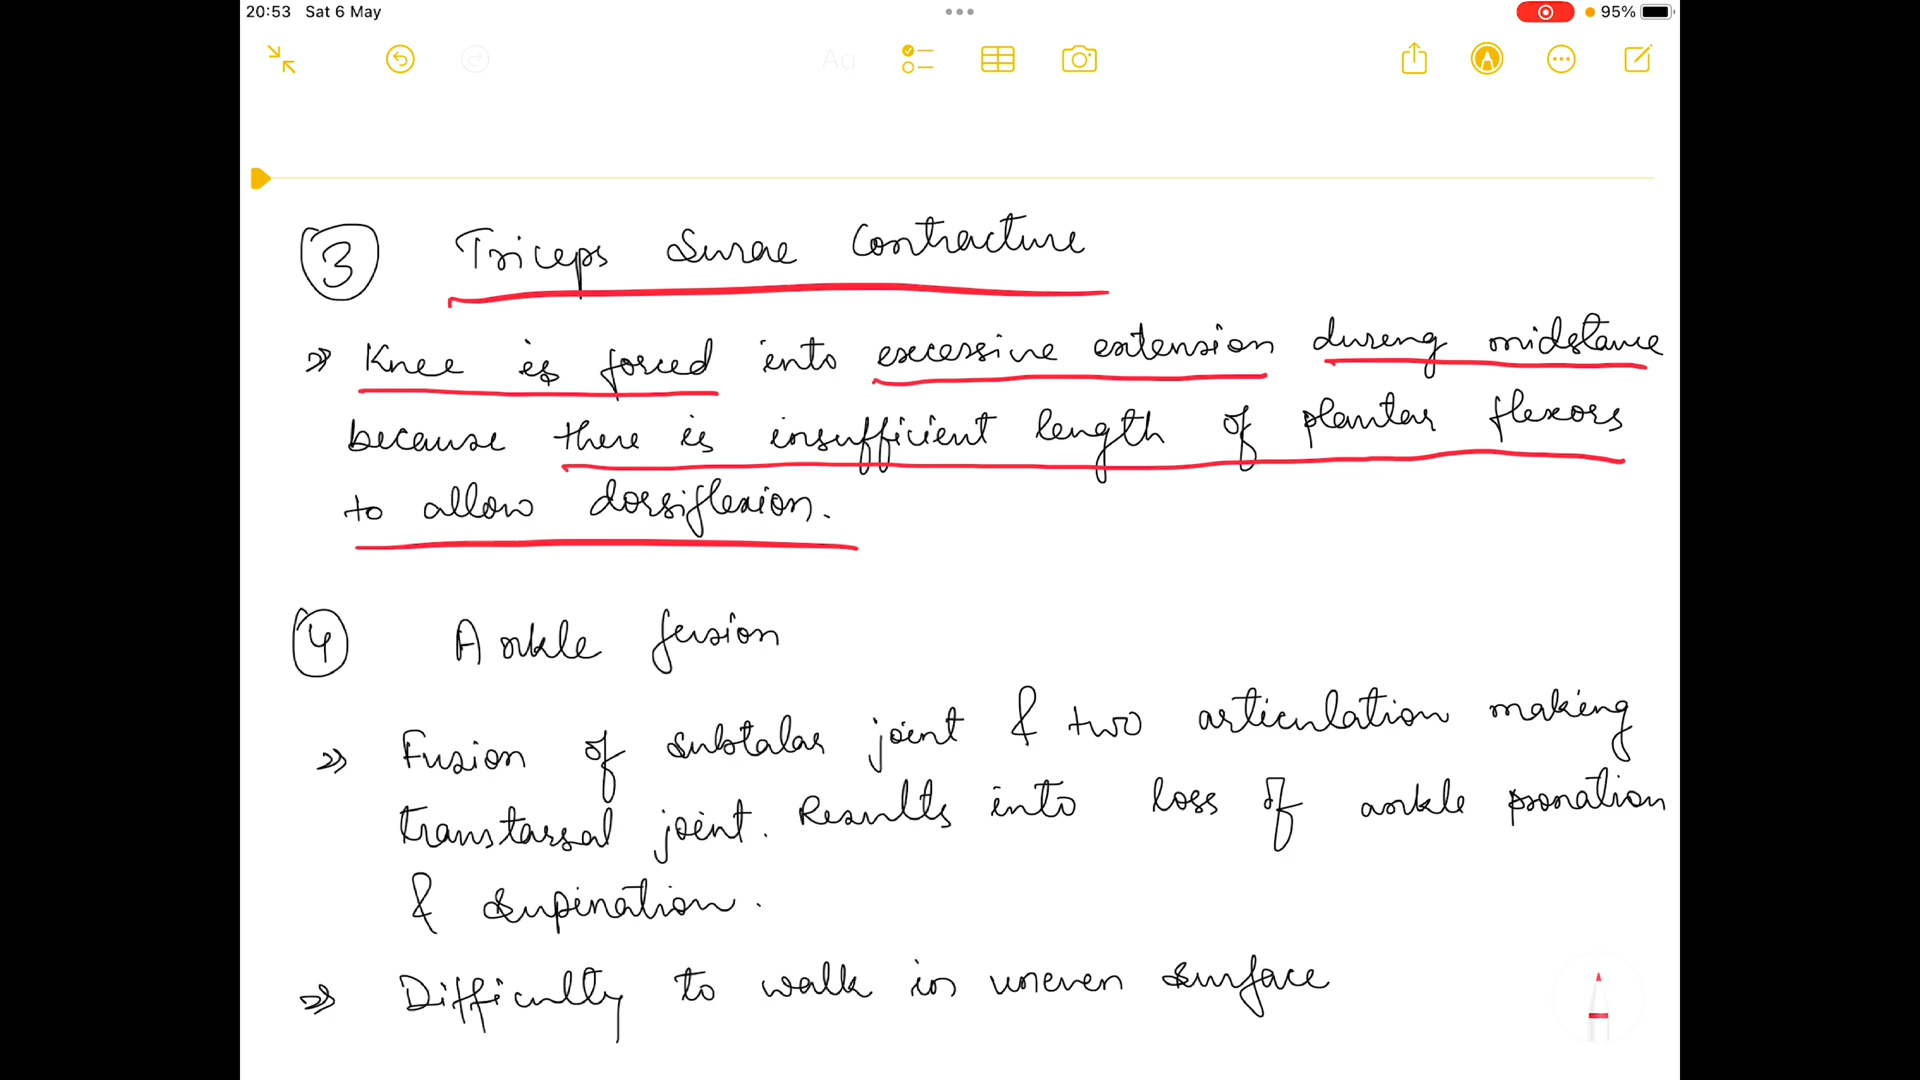 20:53 Sat 6 May
95%
Aa
3 Triceps Surae Contracture
Knee is forced into excessive extension during midstance
because there is insufficient length of plantar flexors
to allow dorsiflexion.
4 Ankle fusion
Fusion of subtalar joint & two articulation making
transtarsal joint. Results into loss of ankle pronation
& supination.
Difficulty to walk in uneven surface